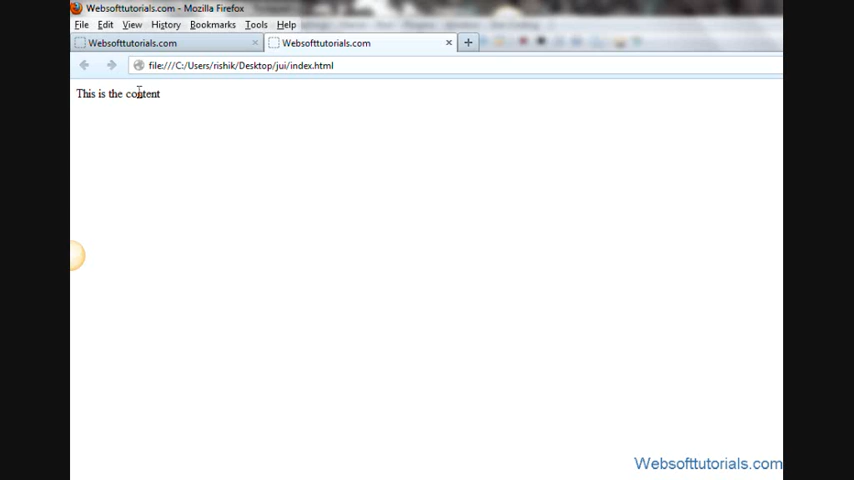 Websofttutorials.com - Mozilla Firefox
File Edit View History Bookmarks Tools Help
Websofttutorials.com × Websofttutorials.com × +
file:///C:/Users/rishik/Desktop/jui/index.html
This is the content
Websofttutorials.com